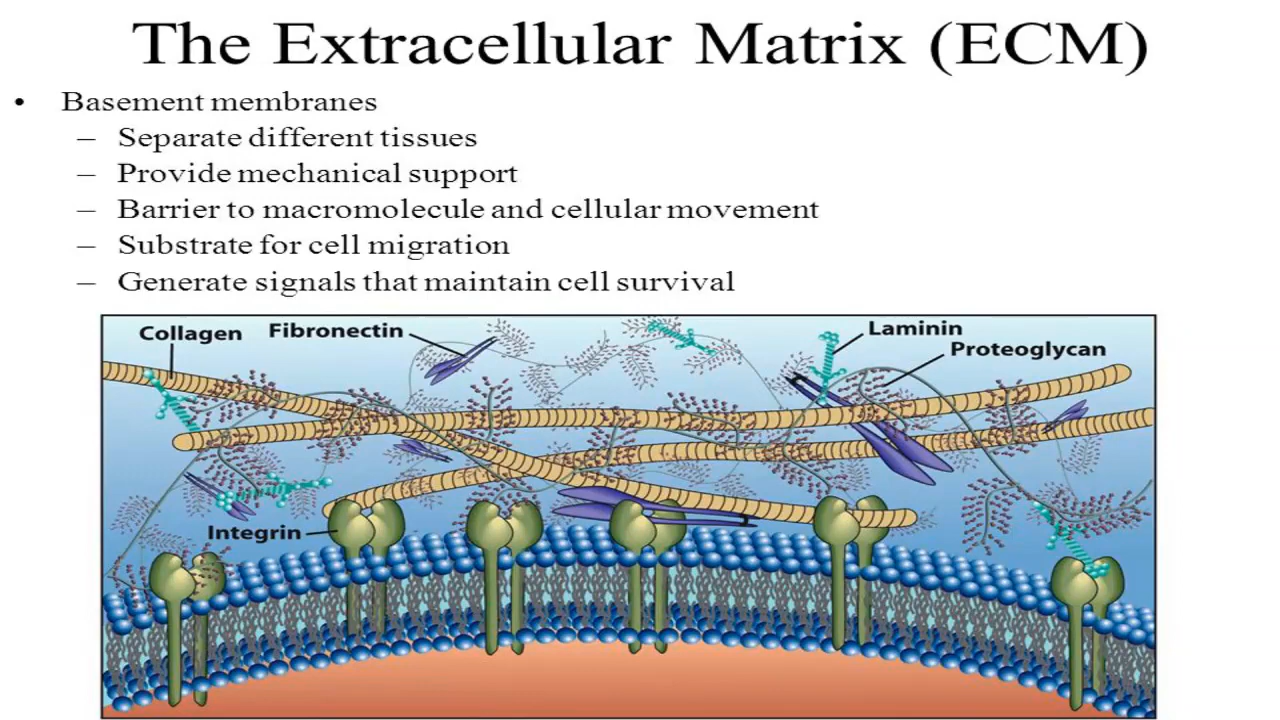 The Extracellular Matrix (ECM)
• Basement membranes
– Separate different tissues
– Provide mechanical support
– Barrier to macromolecule and cellular movement
– Substrate for cell migration
– Generate signals that maintain cell survival
Collagen Fibronectin Laminin
Proteoglycan
Integrin